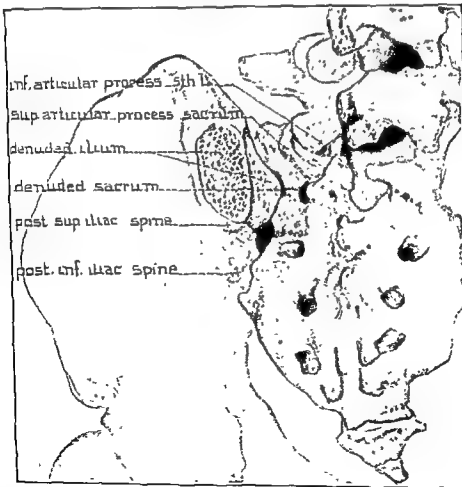 inf. articular process 5th L.
sup. articular process sacrum
denuded ilium
denuded sacrum
post sup iliac spine
post. inf. iliac spine